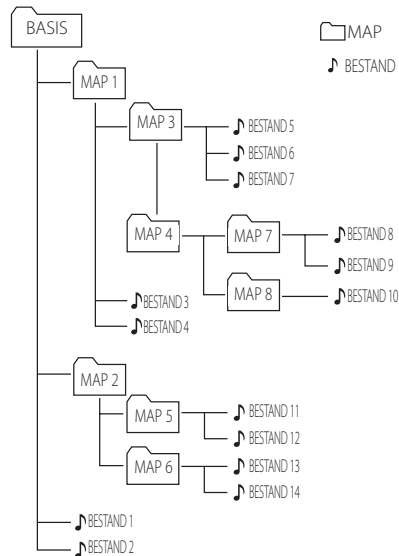 BASIS
MAP
BESTAND
MAP 1
MAP 3
BESTAND 5
BESTAND 6
BESTAND 7
MAP 4
MAP 7
BESTAND 8
BESTAND 9
MAP 8
BESTAND 10
BESTAND 3
BESTAND 4
MAP 2
MAP 5
BESTAND 11
BESTAND 12
MAP 6
BESTAND 13
BESTAND 14
BESTAND 1
BESTAND 2